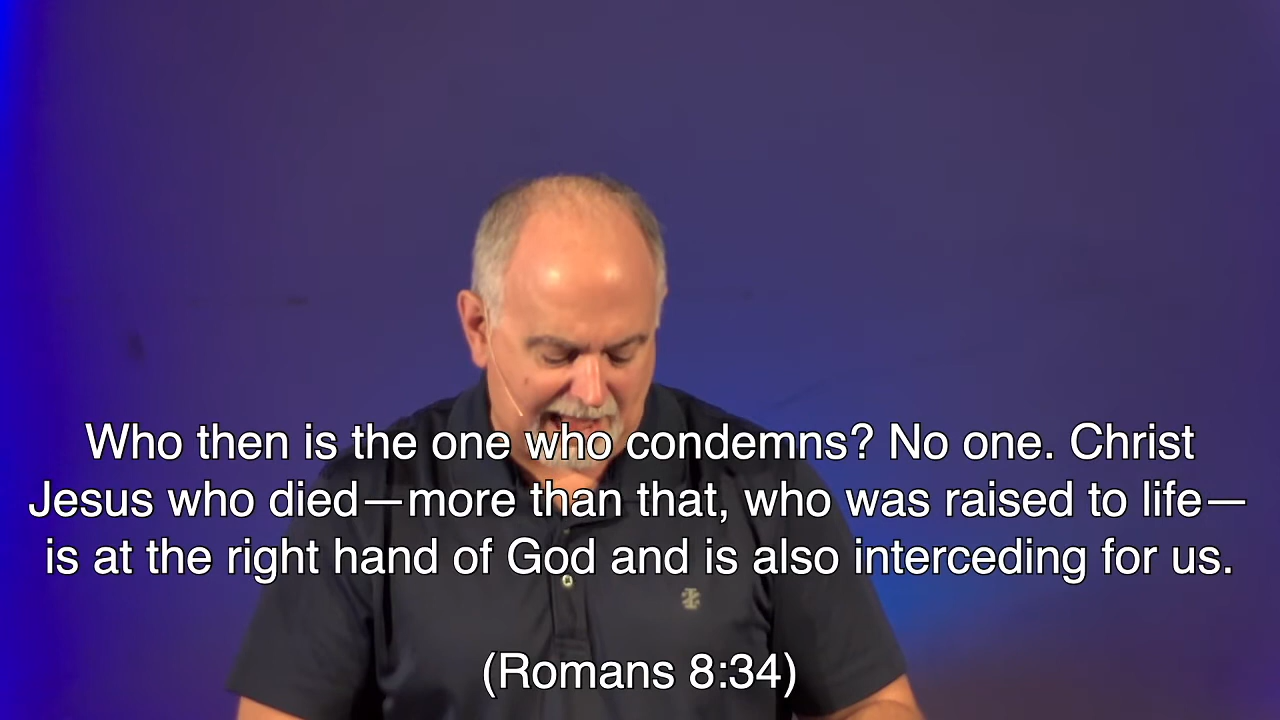 Who then is the one who condemns? No one. Christ
Jesus who died—more than that, who was raised to life—
is at the right hand of God and is also interceding for us.
(Romans 8:34)